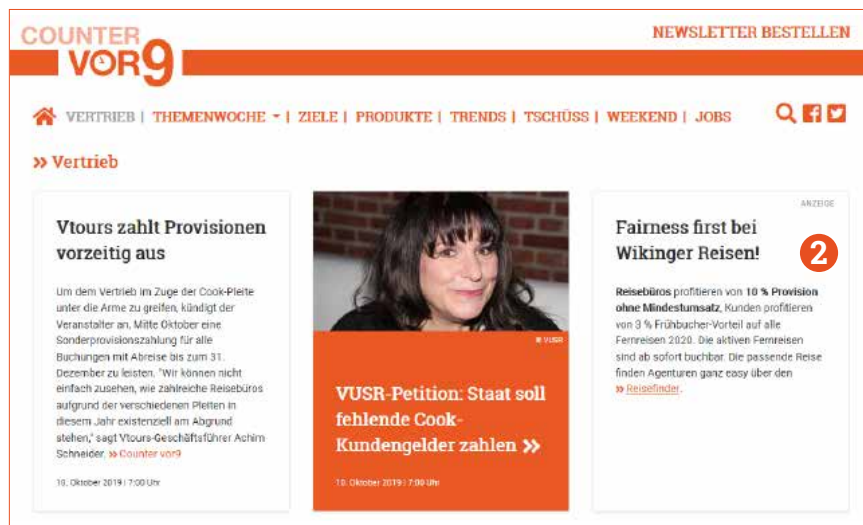 COUNTER
VOR9
NEWSLETTER BESTELLEN
VERTRIEB | THEMENWOCHE | ZIELE | PRODUKTE | TRENDS | TSCHÜSS | WEEKEND | JOBS
» Vertrieb
Vtours zahlt Provisionen
vorzeitig aus
Um dem Vertrieb im Zuge der Cook-Pleite
unter die Arme zu greifen, kündigt der
Veranstalter an, Mitte Oktober eine
Sonderprovisionszahlung für alle
Buchungen mit Abreise bis zum 31.
Dezember zu leisten. "Wir können nicht
einfach zusehen, wie zahlreiche Reisebüros
aufgrund der verschiedenen Pleiten in
diesem Jahr existenziell am Abgrund
stehen," sagt Vtours-Geschäftsführer Achim
Schneider. » Counter vor9
10. Oktober 2019 | 7:00 Uhr
VUSR
VUSR-Petition: Staat soll
fehlende Cook-
Kundengelder zahlen »
10. Oktober 2019 | 7:00 Uhr
ANZEIGE
Fairness first bei
Wikinger Reisen!
2
Reisebüros profitieren von 10 % Provision
ohne Mindestumsatz, Kunden profitieren
von 3 % Frühbucher-Vorteil auf alle
Fernreisen 2020. Die aktiven Fernreisen
sind ab sofort buchbar. Die passende Reise
finden Agenturen ganz easy über den
» Reisefinder.